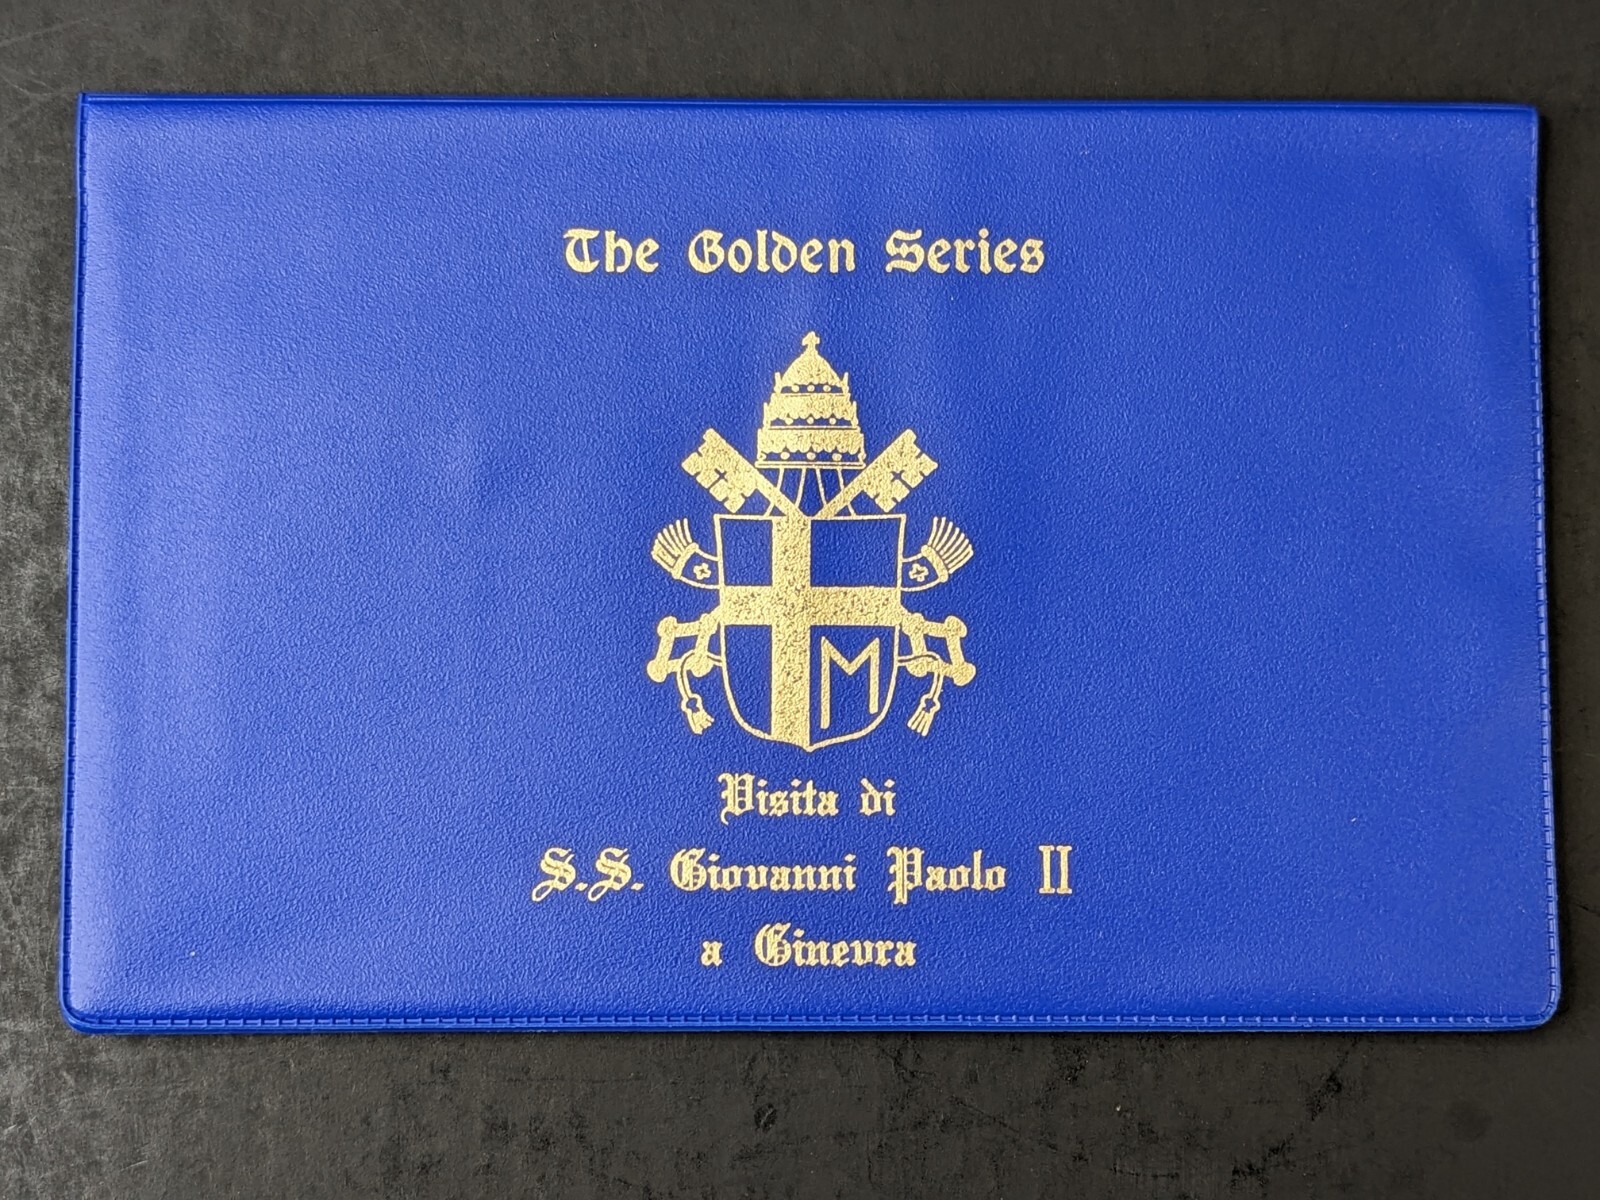 The Golden Series
M
Visita di
S.S. Giovanni Paolo II
a Ginevra